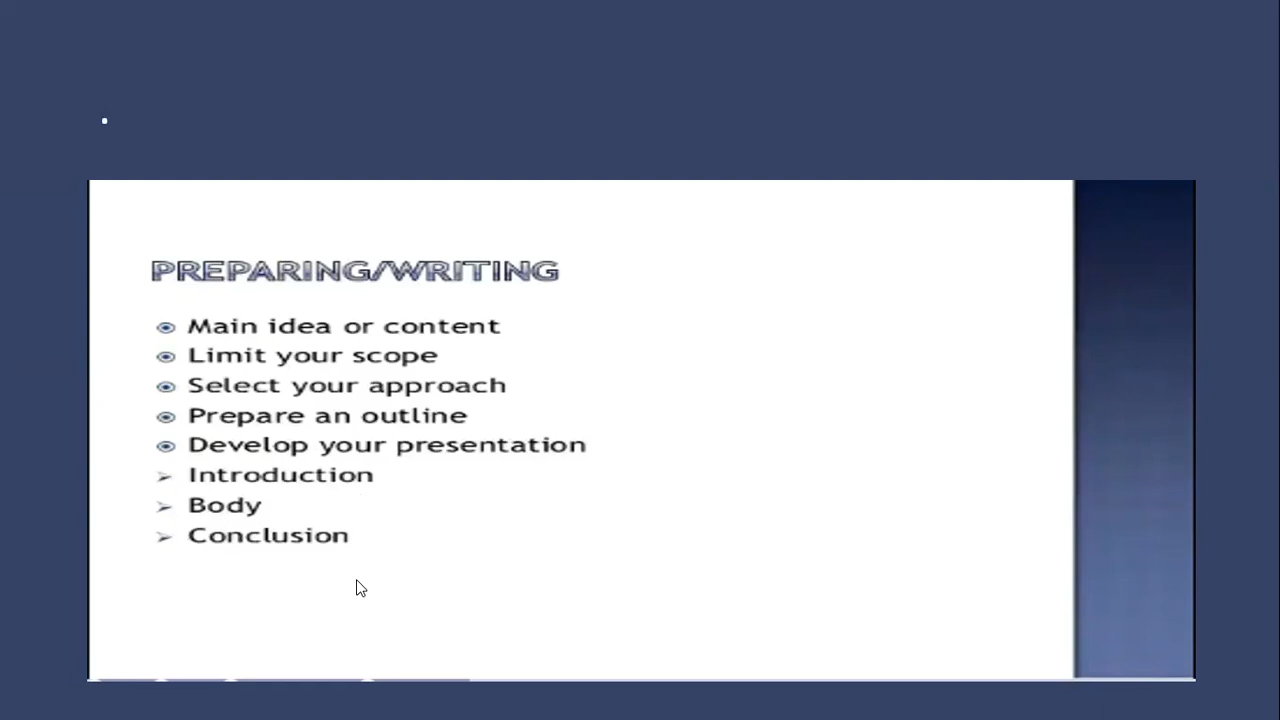 .
PREPARING/WRITING
Main idea or content
Limit your scope
Select your approach
Prepare an outline
Develop your presentation
Introduction
Body
Conclusion